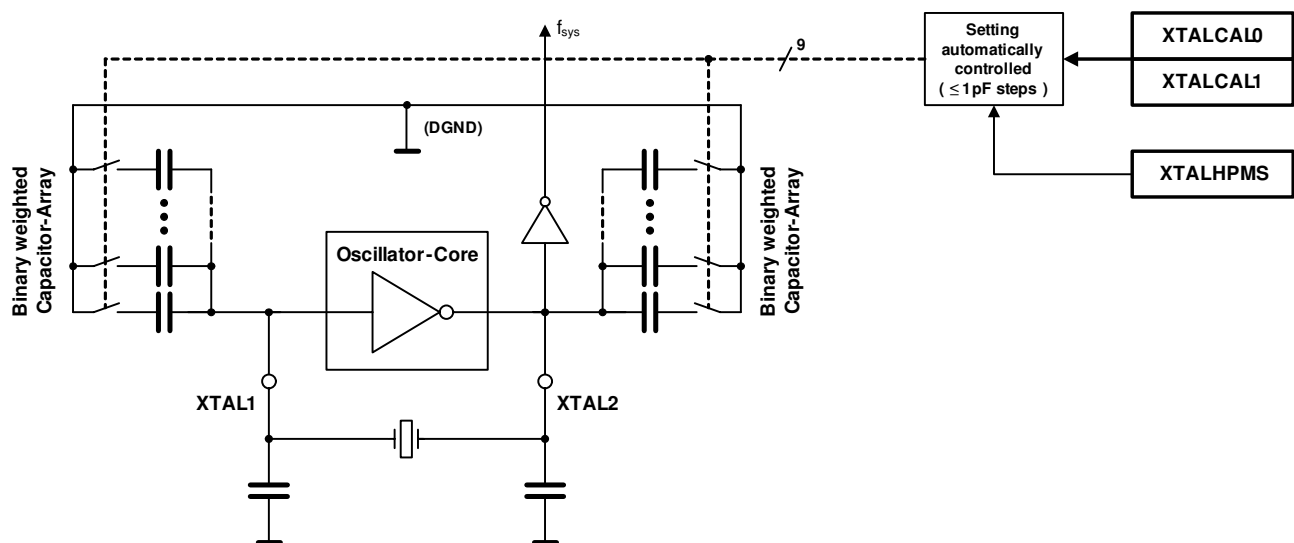 f_sys
9
Setting
automatically
controlled
( ≤1pF steps )
XTALCAL0
XTALCAL1
XTALHPMS
(DGND)
Binary weighted
Capacitor-Array
Oscillator-Core
Binary weighted
Capacitor-Array
XTAL1
XTAL2